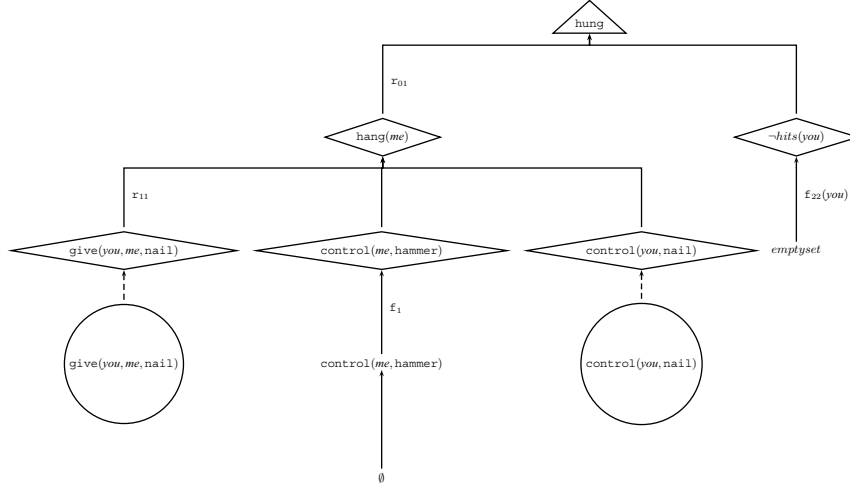 hung
r01
hang(me)
¬hits(you)
r11
f22(you)
give(you,me,nail)
control(me,hammer)
control(you,nail)
emptyset
f1
give(you,me,nail)
control(me,hammer)
control(you,nail)
∅